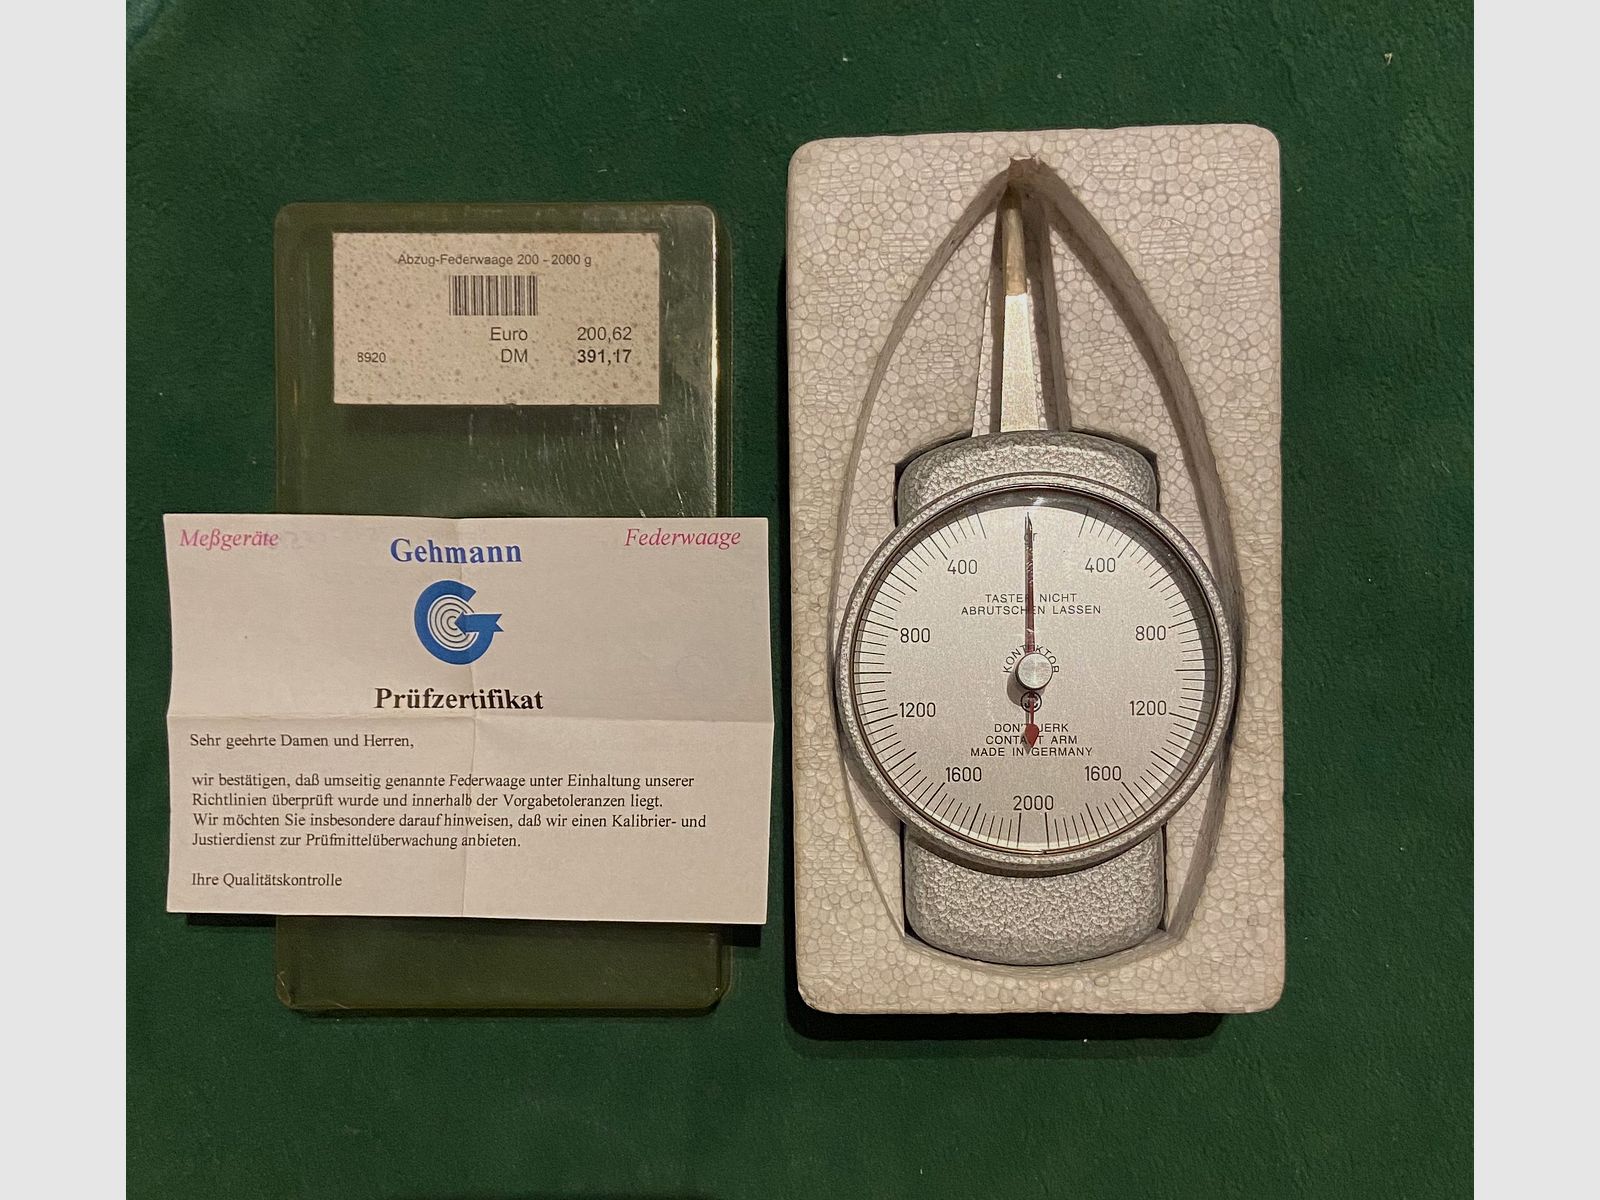 Abzug-Federwaage 200 - 2000 g
Euro 200,62
8920 DM 391,17
Meßgeräte Federwaage
Gehmann
Prüfzertifikat
Sehr geehrte Damen und Herren,
wir bestätigen, daß umseitig genannte Federwaage unter Einhaltung unserer
Richtlinien überprüft wurde und innerhalb der Vorgabetoleranzen liegt.
Wir möchten Sie insbesondere darauf hinweisen, daß wir einen Kalibrier- und
Justierdienst zur Prüfmittelüberwachung anbieten.
Ihre Qualitätskontrolle
400 400
TASTER NICHT
ABRUTSCHEN LASSEN
800 800
KONTAKTOR
1200 1200
DON'T JERK
CONTACT ARM
MADE IN GERMANY
1600 1600
2000